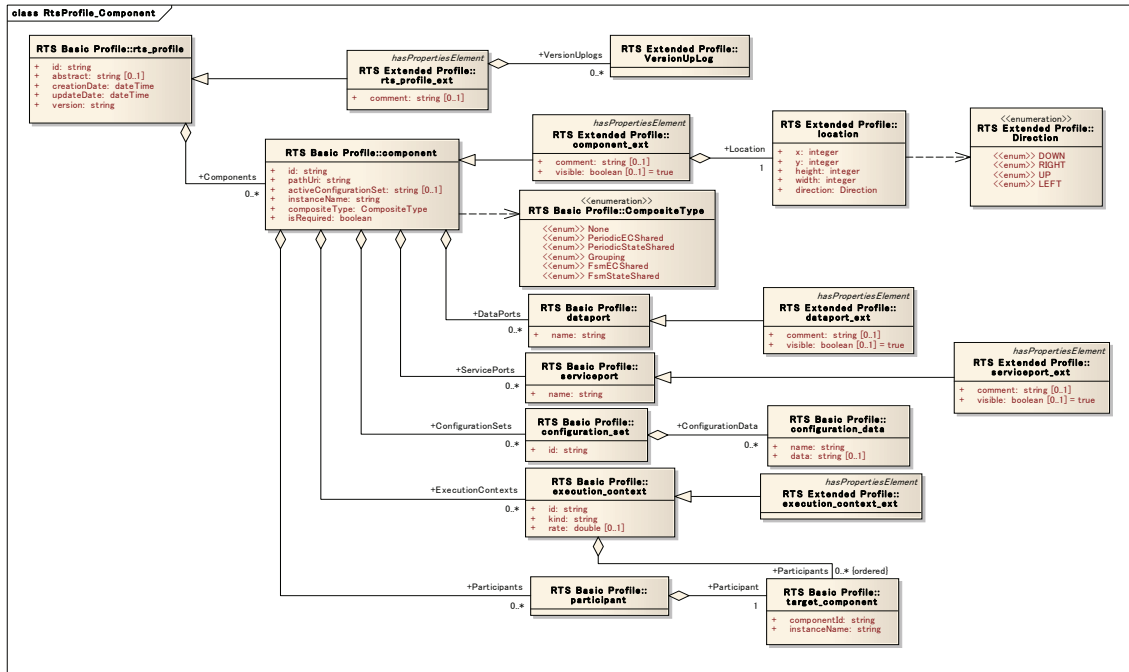 class RtsProfile_Component
RTS Basic Profile::rts_profile
+ id: string
+ abstract: string [0..1]
+ creationDate: dateTime
+ updateDate: dateTime
+ version: string
hasPropertiesElement
RTS Extended Profile::
rts_profile_ext
+ comment: string [0..1]
+VersionUplogs
0..*
RTS Extended Profile::
VersionUpLog
+Components
0..*
RTS Basic Profile::component
+ id: string
+ pathUri: string
+ activeConfigurationSet: string [0..1]
+ instanceName: string
+ compositeType: CompositeType
+ isRequired: boolean
hasPropertiesElement
RTS Extended Profile::
component_ext
+ comment: string [0..1]
+ visible: boolean [0..1] = true
+Location
1
RTS Extended Profile::
location
+ x: integer
+ y: integer
+ height: integer
+ width: integer
+ direction: Direction
<<enumeration>>
RTS Extended Profile::
Direction
<<enum>> DOWN
<<enum>> RIGHT
<<enum>> UP
<<enum>> LEFT
<<enumeration>>
RTS Basic Profile::CompositeType
<<enum>> None
<<enum>> PeriodicECShared
<<enum>> PeriodicStateShared
<<enum>> Grouping
<<enum>> FsmECShared
<<enum>> FsmStateShared
+DataPorts
0..*
RTS Basic Profile::
dataport
+ name: string
hasPropertiesElement
RTS Extended Profile::
dataport_ext
+ comment: string [0..1]
+ visible: boolean [0..1] = true
+ServicePorts
0..*
RTS Basic Profile::
serviceport
+ name: string
hasPropertiesElement
RTS Extended Profile::
serviceport_ext
+ comment: string [0..1]
+ visible: boolean [0..1] = true
+ConfigurationSets
0..*
RTS Basic Profile::
configuration_set
+ id: string
+ConfigurationData
0..*
RTS Basic Profile::
configuration_data
+ name: string
+ data: string [0..1]
+ExecutionContexts
0..*
RTS Basic Profile::
execution_context
+ id: string
+ kind: string
+ rate: double [0..1]
hasPropertiesElement
RTS Extended Profile::
execution_context_ext
+Participants 0..* {ordered}
+Participants
0..*
RTS Basic Profile::
participant
+Participant
1
RTS Basic Profile::
target_component
+ componentId: string
+ instanceName: string